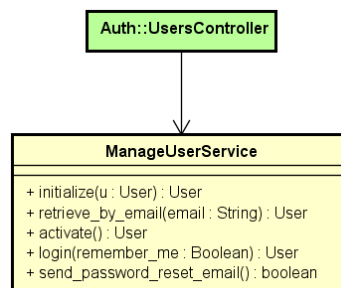 Auth::UsersController
ManageUserService
+ initialize(u : User) : User
+ retrieve_by_email(email : String) : User
+ activate() : User
+ login(remember_me : Boolean) : User
+ send_password_reset_email() : boolean